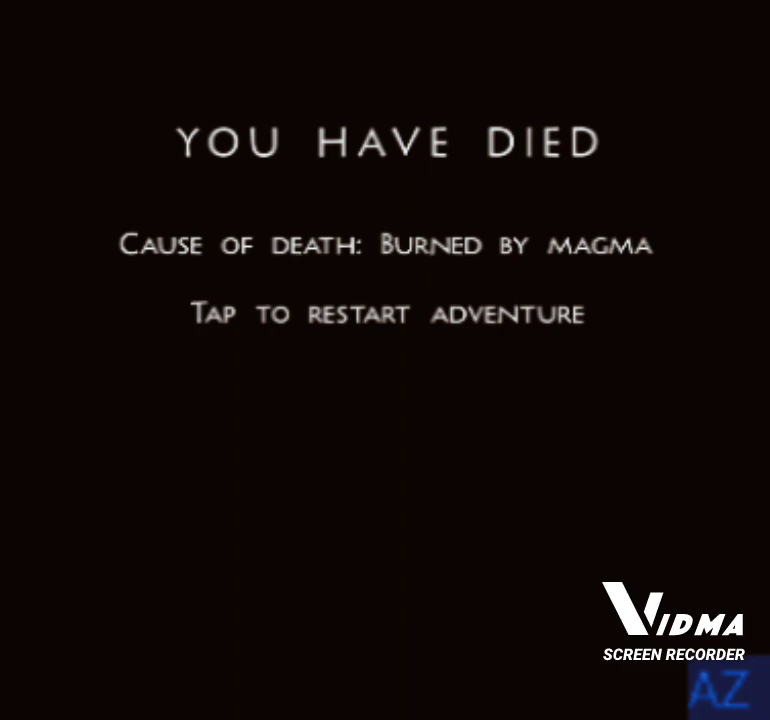 YOU HAVE DIED
CAUSE OF DEATH: BURNED BY MAGMA
TAP TO RESTART ADVENTURE
VIDMA
SCREEN RECORDER
AZ